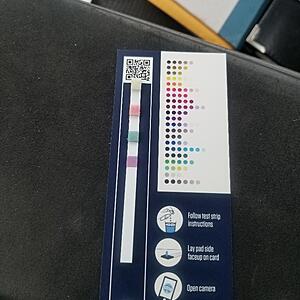 Follow test strip
instructions
Lay pad side
faceup on card
Open camera